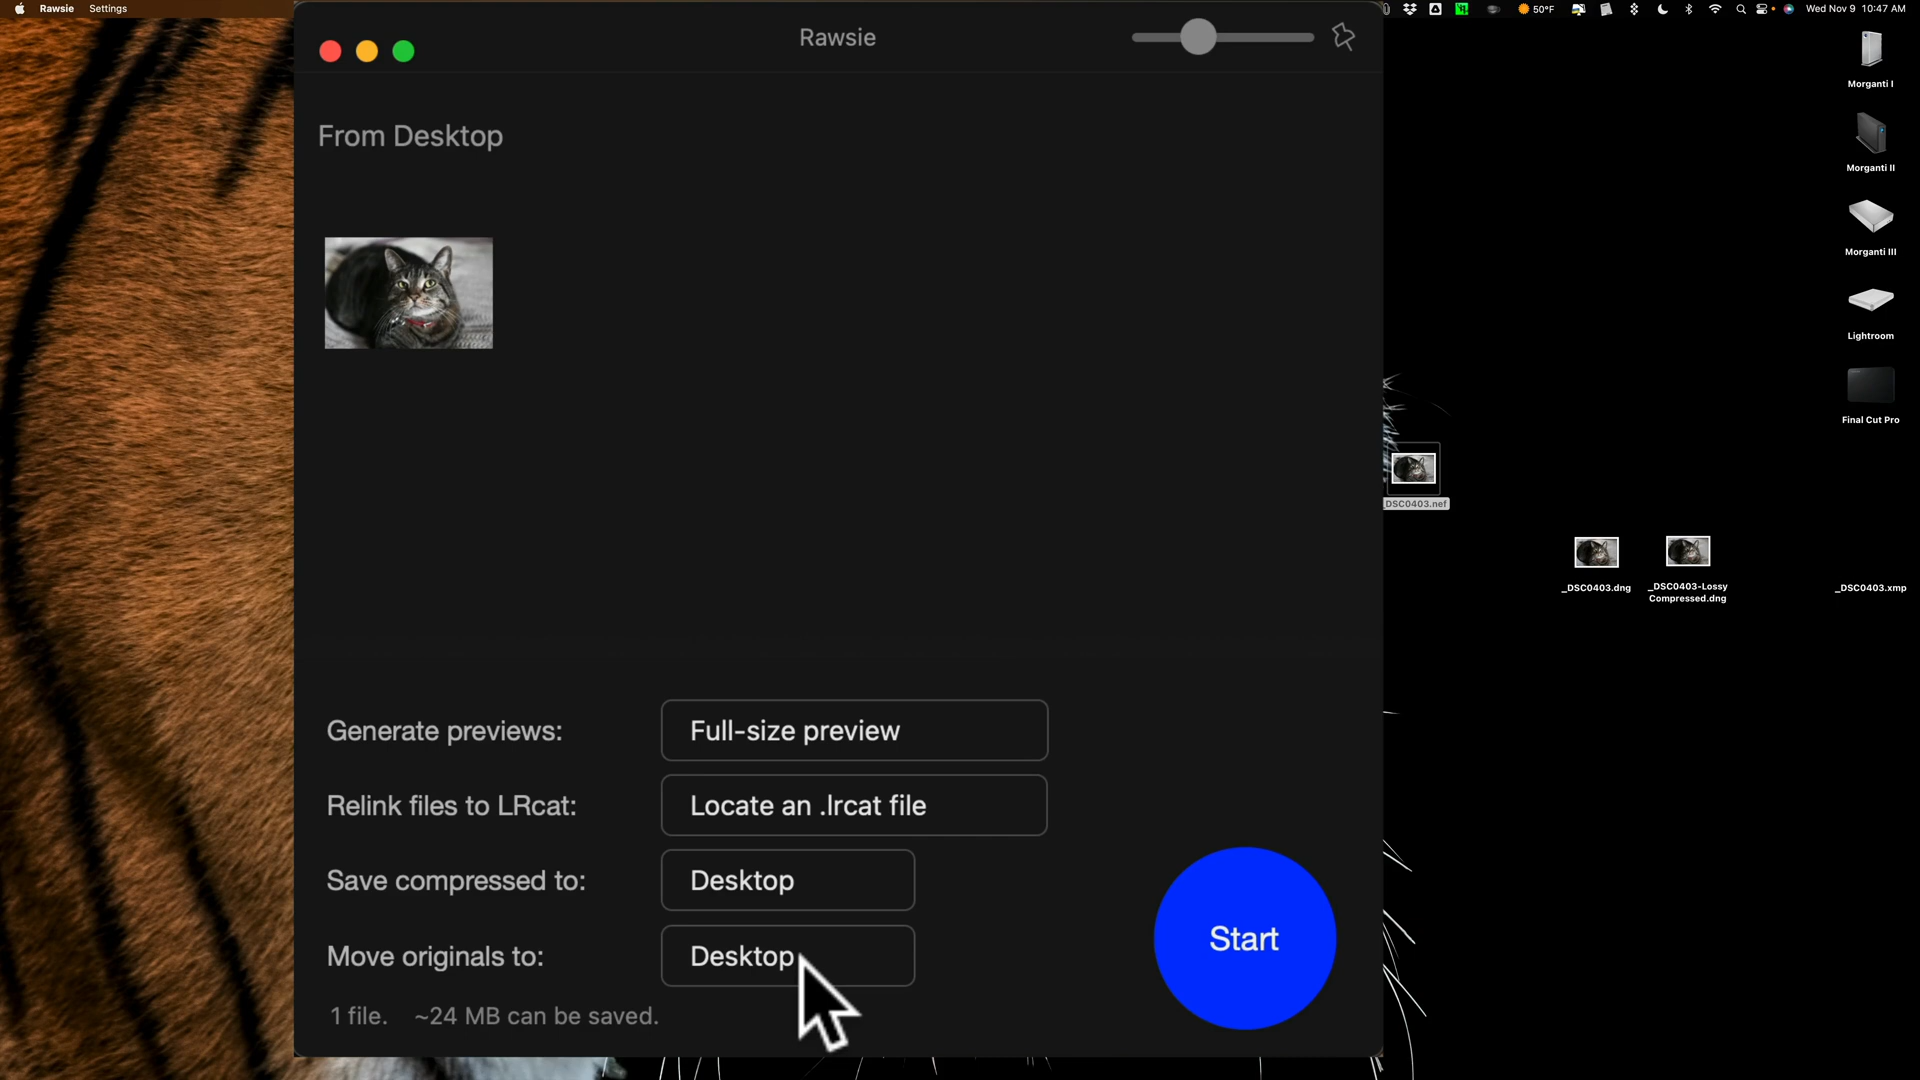 Rawsie Settings
50°F
Wed Nov 9 10:47 AM
Rawsie
From Desktop
Generate previews: Full-size preview
Relink files to LRcat: Locate an .lrcat file
Save compressed to: Desktop
Move originals to: Desktop
1 file. ~24 MB can be saved.
Start
Morganti I
Morganti II
Morganti III
Lightroom
Final Cut Pro
DSC0403.nef
_DSC0403.dng
_DSC0403-Lossy
Compressed.dng
_DSC0403.xmp